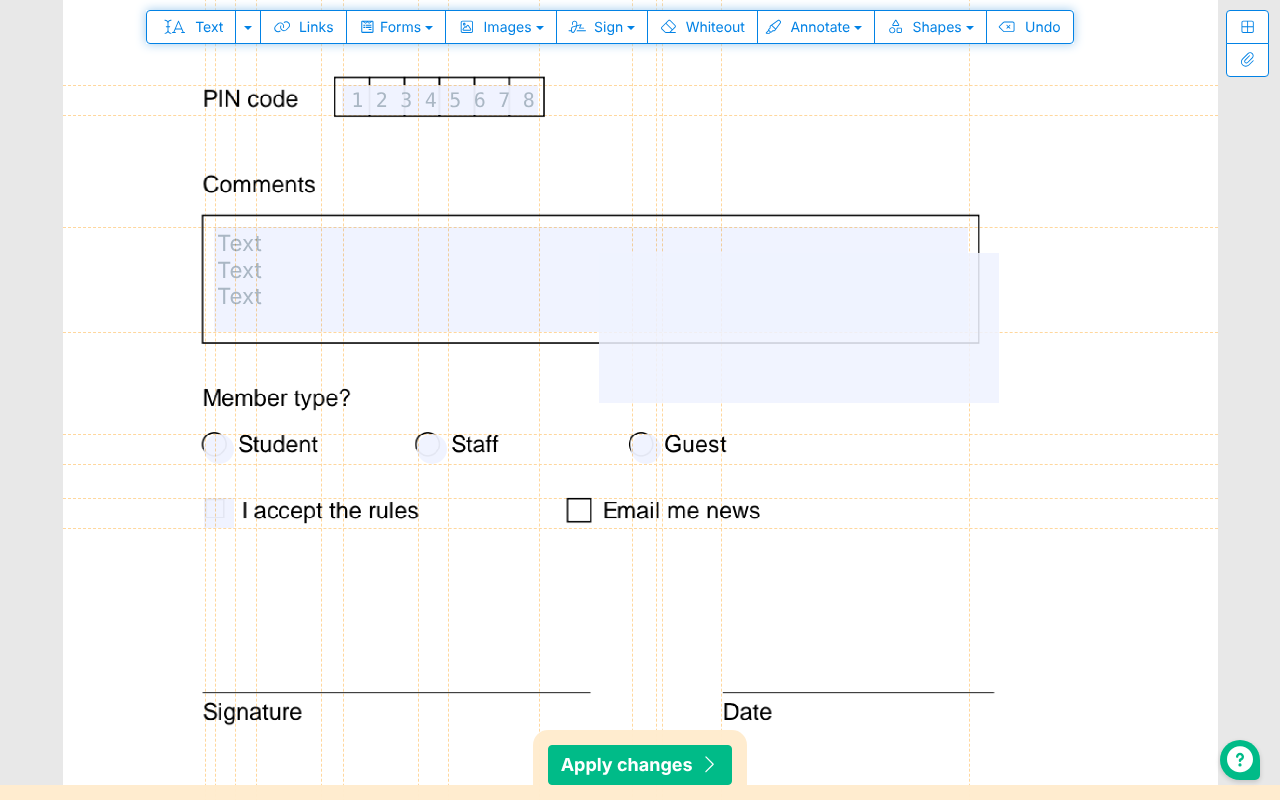 Text Links Forms Images Sign Whiteout Annotate Shapes Undo
PIN code 1 2 3 4 5 6 7 8
Comments
Text
Text
Text
Member type?
Student Staff Guest
I accept the rules Email me news
Signature Date
Apply changes
?